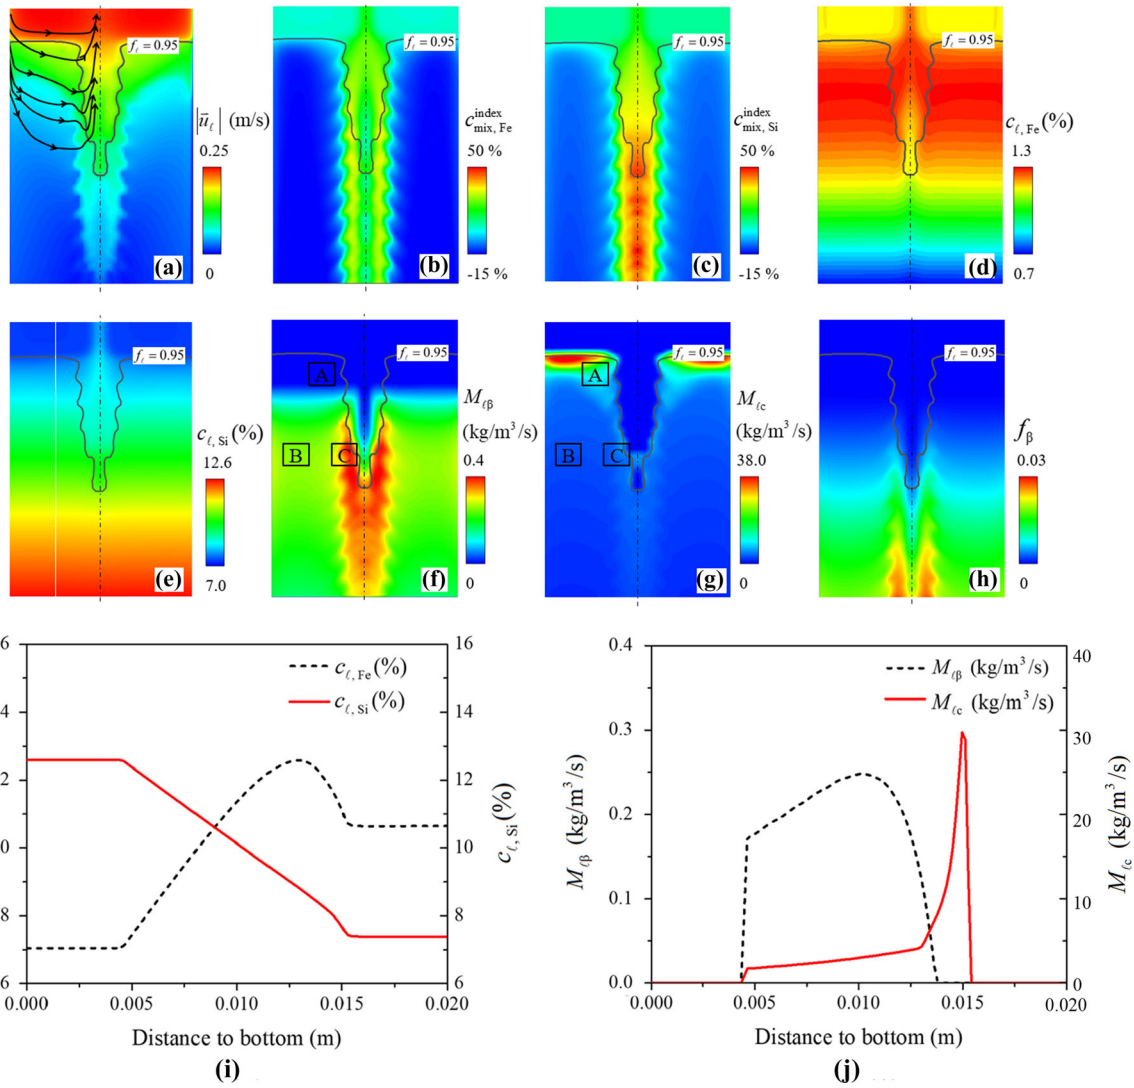 f_ℓ = 0.95
|u⃗_ℓ| (m/s)
0.25
0
(a)
f_ℓ = 0.95
c^index_mix, Fe
50 %
-15 %
(b)
f_ℓ = 0.95
c^index_mix, Si
50 %
-15 %
(c)
f_ℓ = 0.95
c_ℓ, Fe (%)
1.3
0.7
(d)
f_ℓ = 0.95
c_ℓ, Si (%)
12.6
7.0
(e)
f_ℓ = 0.95
A
B
C
M_ℓβ
(kg/m³/s)
0.4
0
(f)
f_ℓ = 0.95
A
B
C
M_ℓc
(kg/m³/s)
38.0
0
(g)
f_ℓ = 0.95
f_β
0.03
0
(h)
6
4
2
0
8
6
c_ℓ, Fe (%)
c_ℓ, Si (%)
16
14
12
10
8
6
c_ℓ, Si (%)
0.000 0.005 0.010 0.015 0.020
Distance to bottom (m)
(i)
M_ℓβ (kg/m³/s)
0.4
0.3
0.2
0.1
0.0
M_ℓβ (kg/m³/s)
M_ℓc (kg/m³/s)
40
30
20
10
0
M_ℓc (kg/m³/s)
0.000 0.005 0.010 0.015 0.020
Distance to bottom (m)
(j)